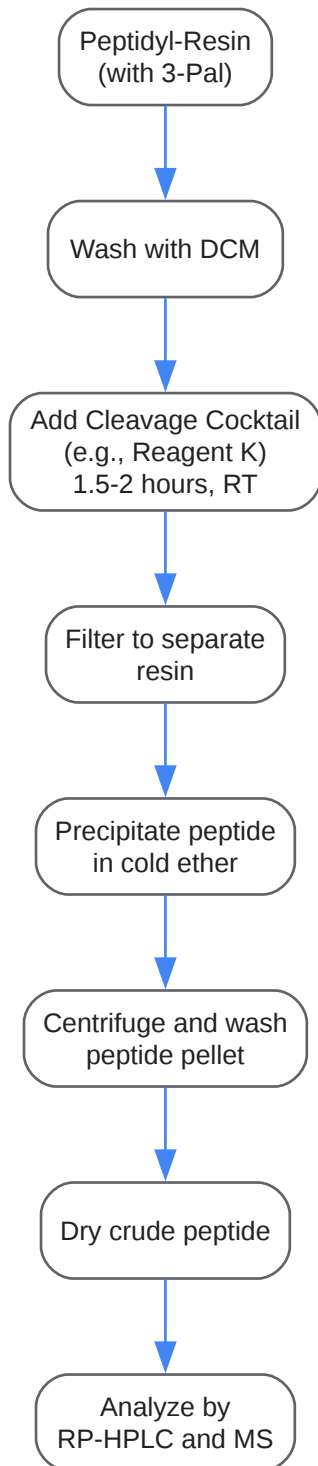 Peptidyl-Resin
(with 3-Pal)
Wash with DCM
Add Cleavage Cocktail
(e.g., Reagent K)
1.5-2 hours, RT
Filter to separate
resin
Precipitate peptide
in cold ether
Centrifuge and wash
peptide pellet
Dry crude peptide
Analyze by
RP-HPLC and MS